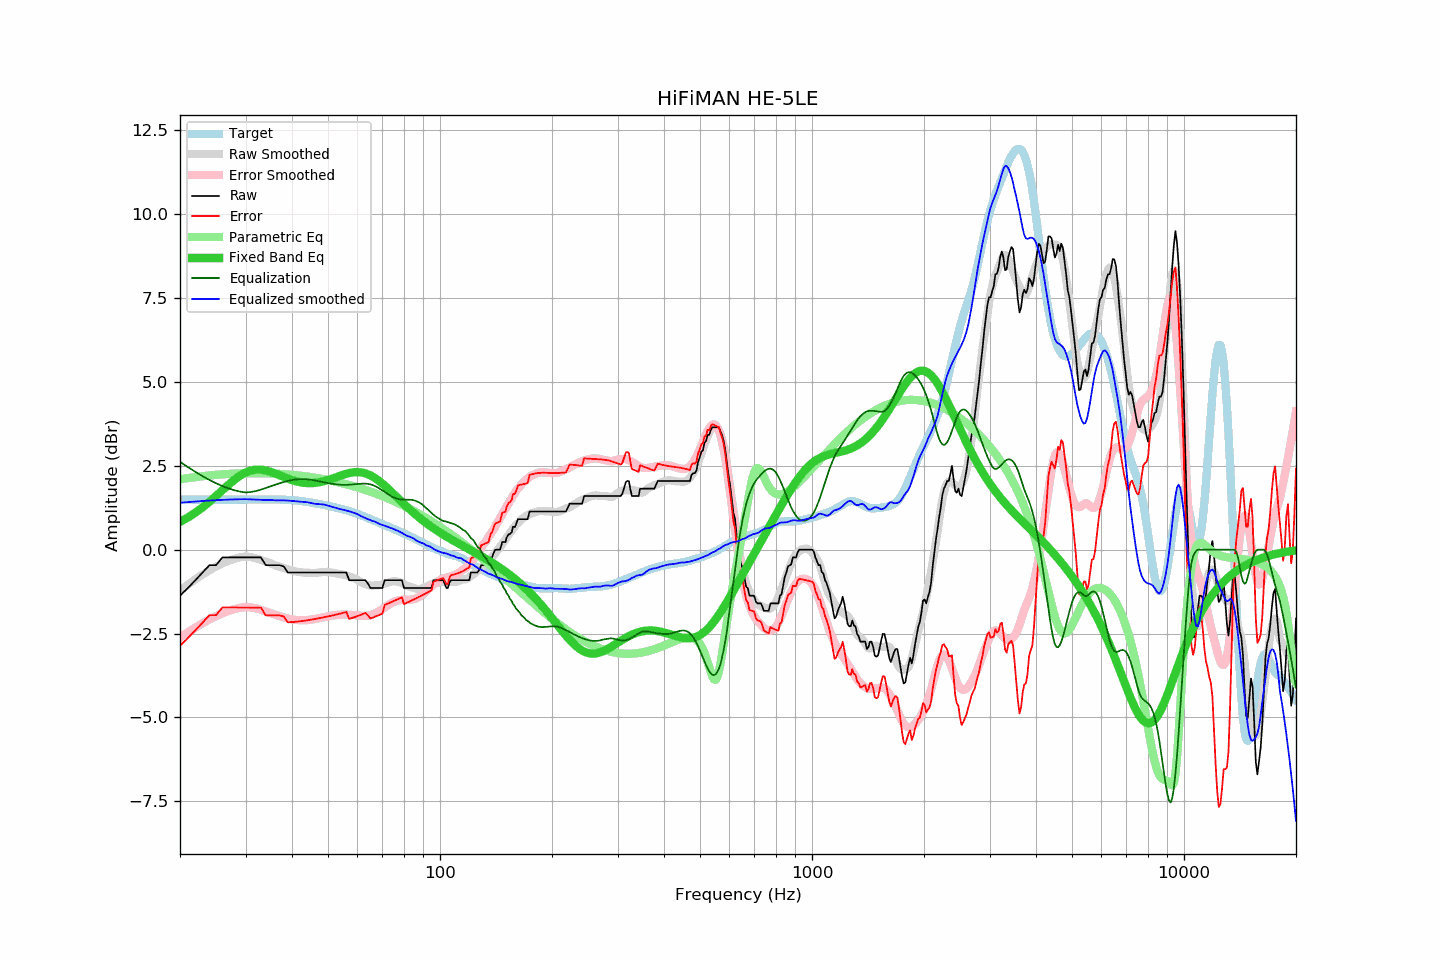 HiFiMAN HE-5LE
12.5
10.0
7.5
5.0
2.5
0.0
−2.5
−5.0
−7.5
Amplitude (dBr)
Target
Raw Smoothed
Error Smoothed
Raw
Error
Parametric Eq
Fixed Band Eq
Equalization
Equalized smoothed
100 1000 10000
Frequency (Hz)